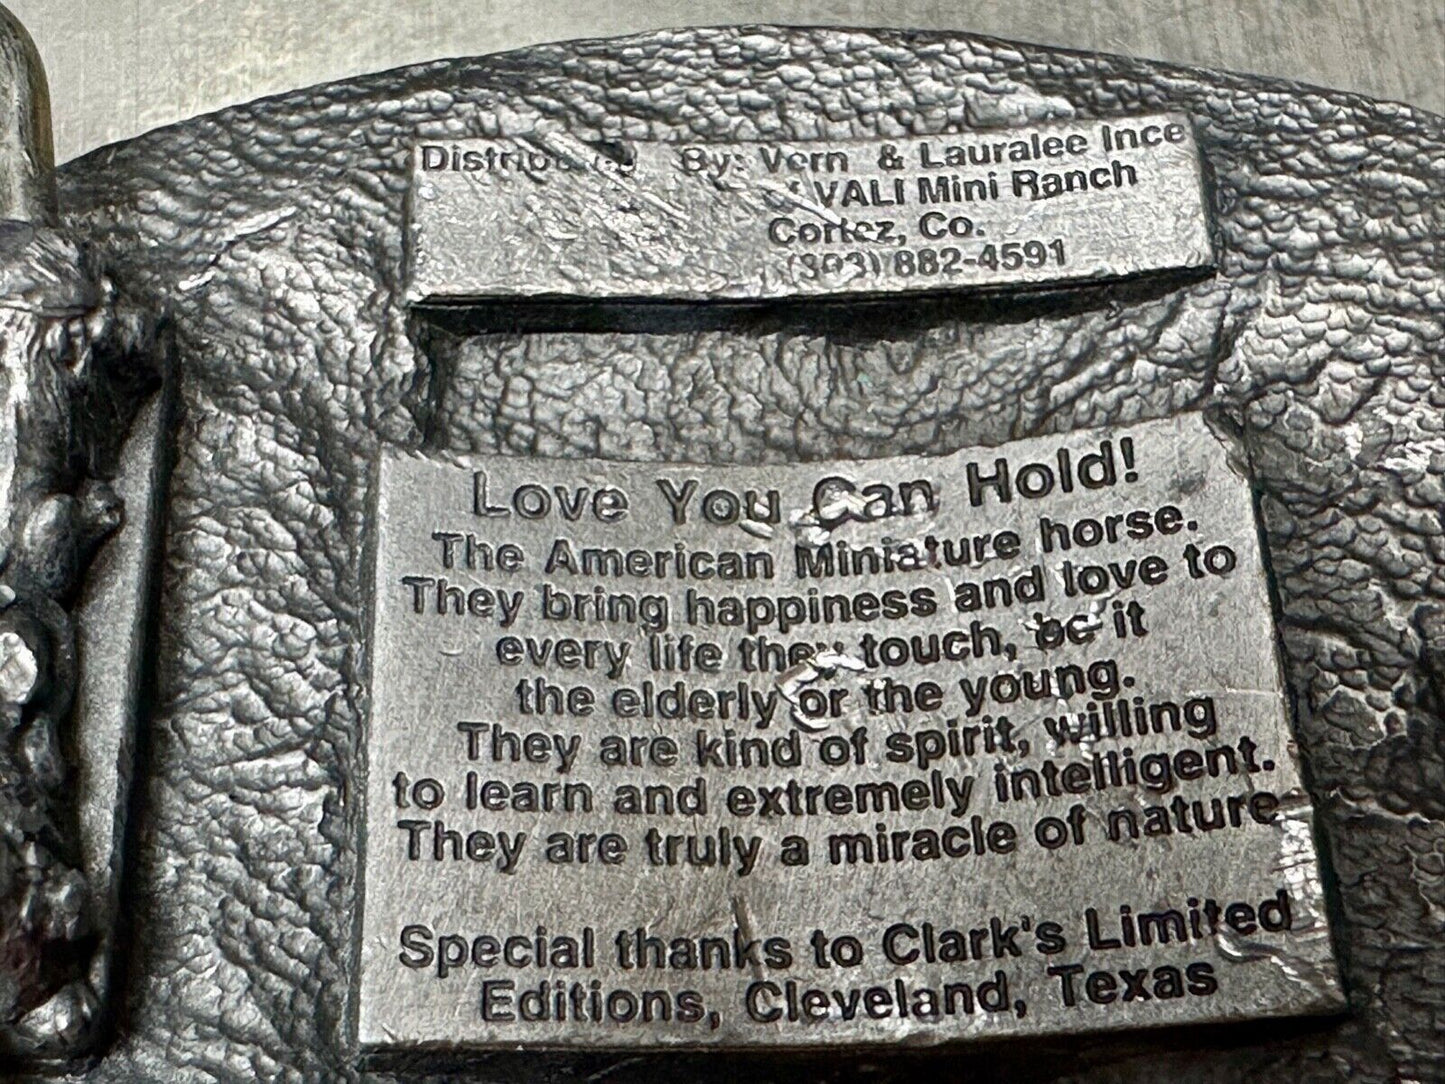 Distributed By: Vern & Lauralee Ince
VALI Mini Ranch
Cortez, Co.
(303) 882-4591
Love You Can Hold!
The American Miniature horse.
They bring happiness and love to
every life they touch, be it
the elderly or the young.
They are kind of spirit, willing
to learn and extremely intelligent.
They are truly a miracle of nature
Special thanks to Clark's Limited
Editions, Cleveland, Texas